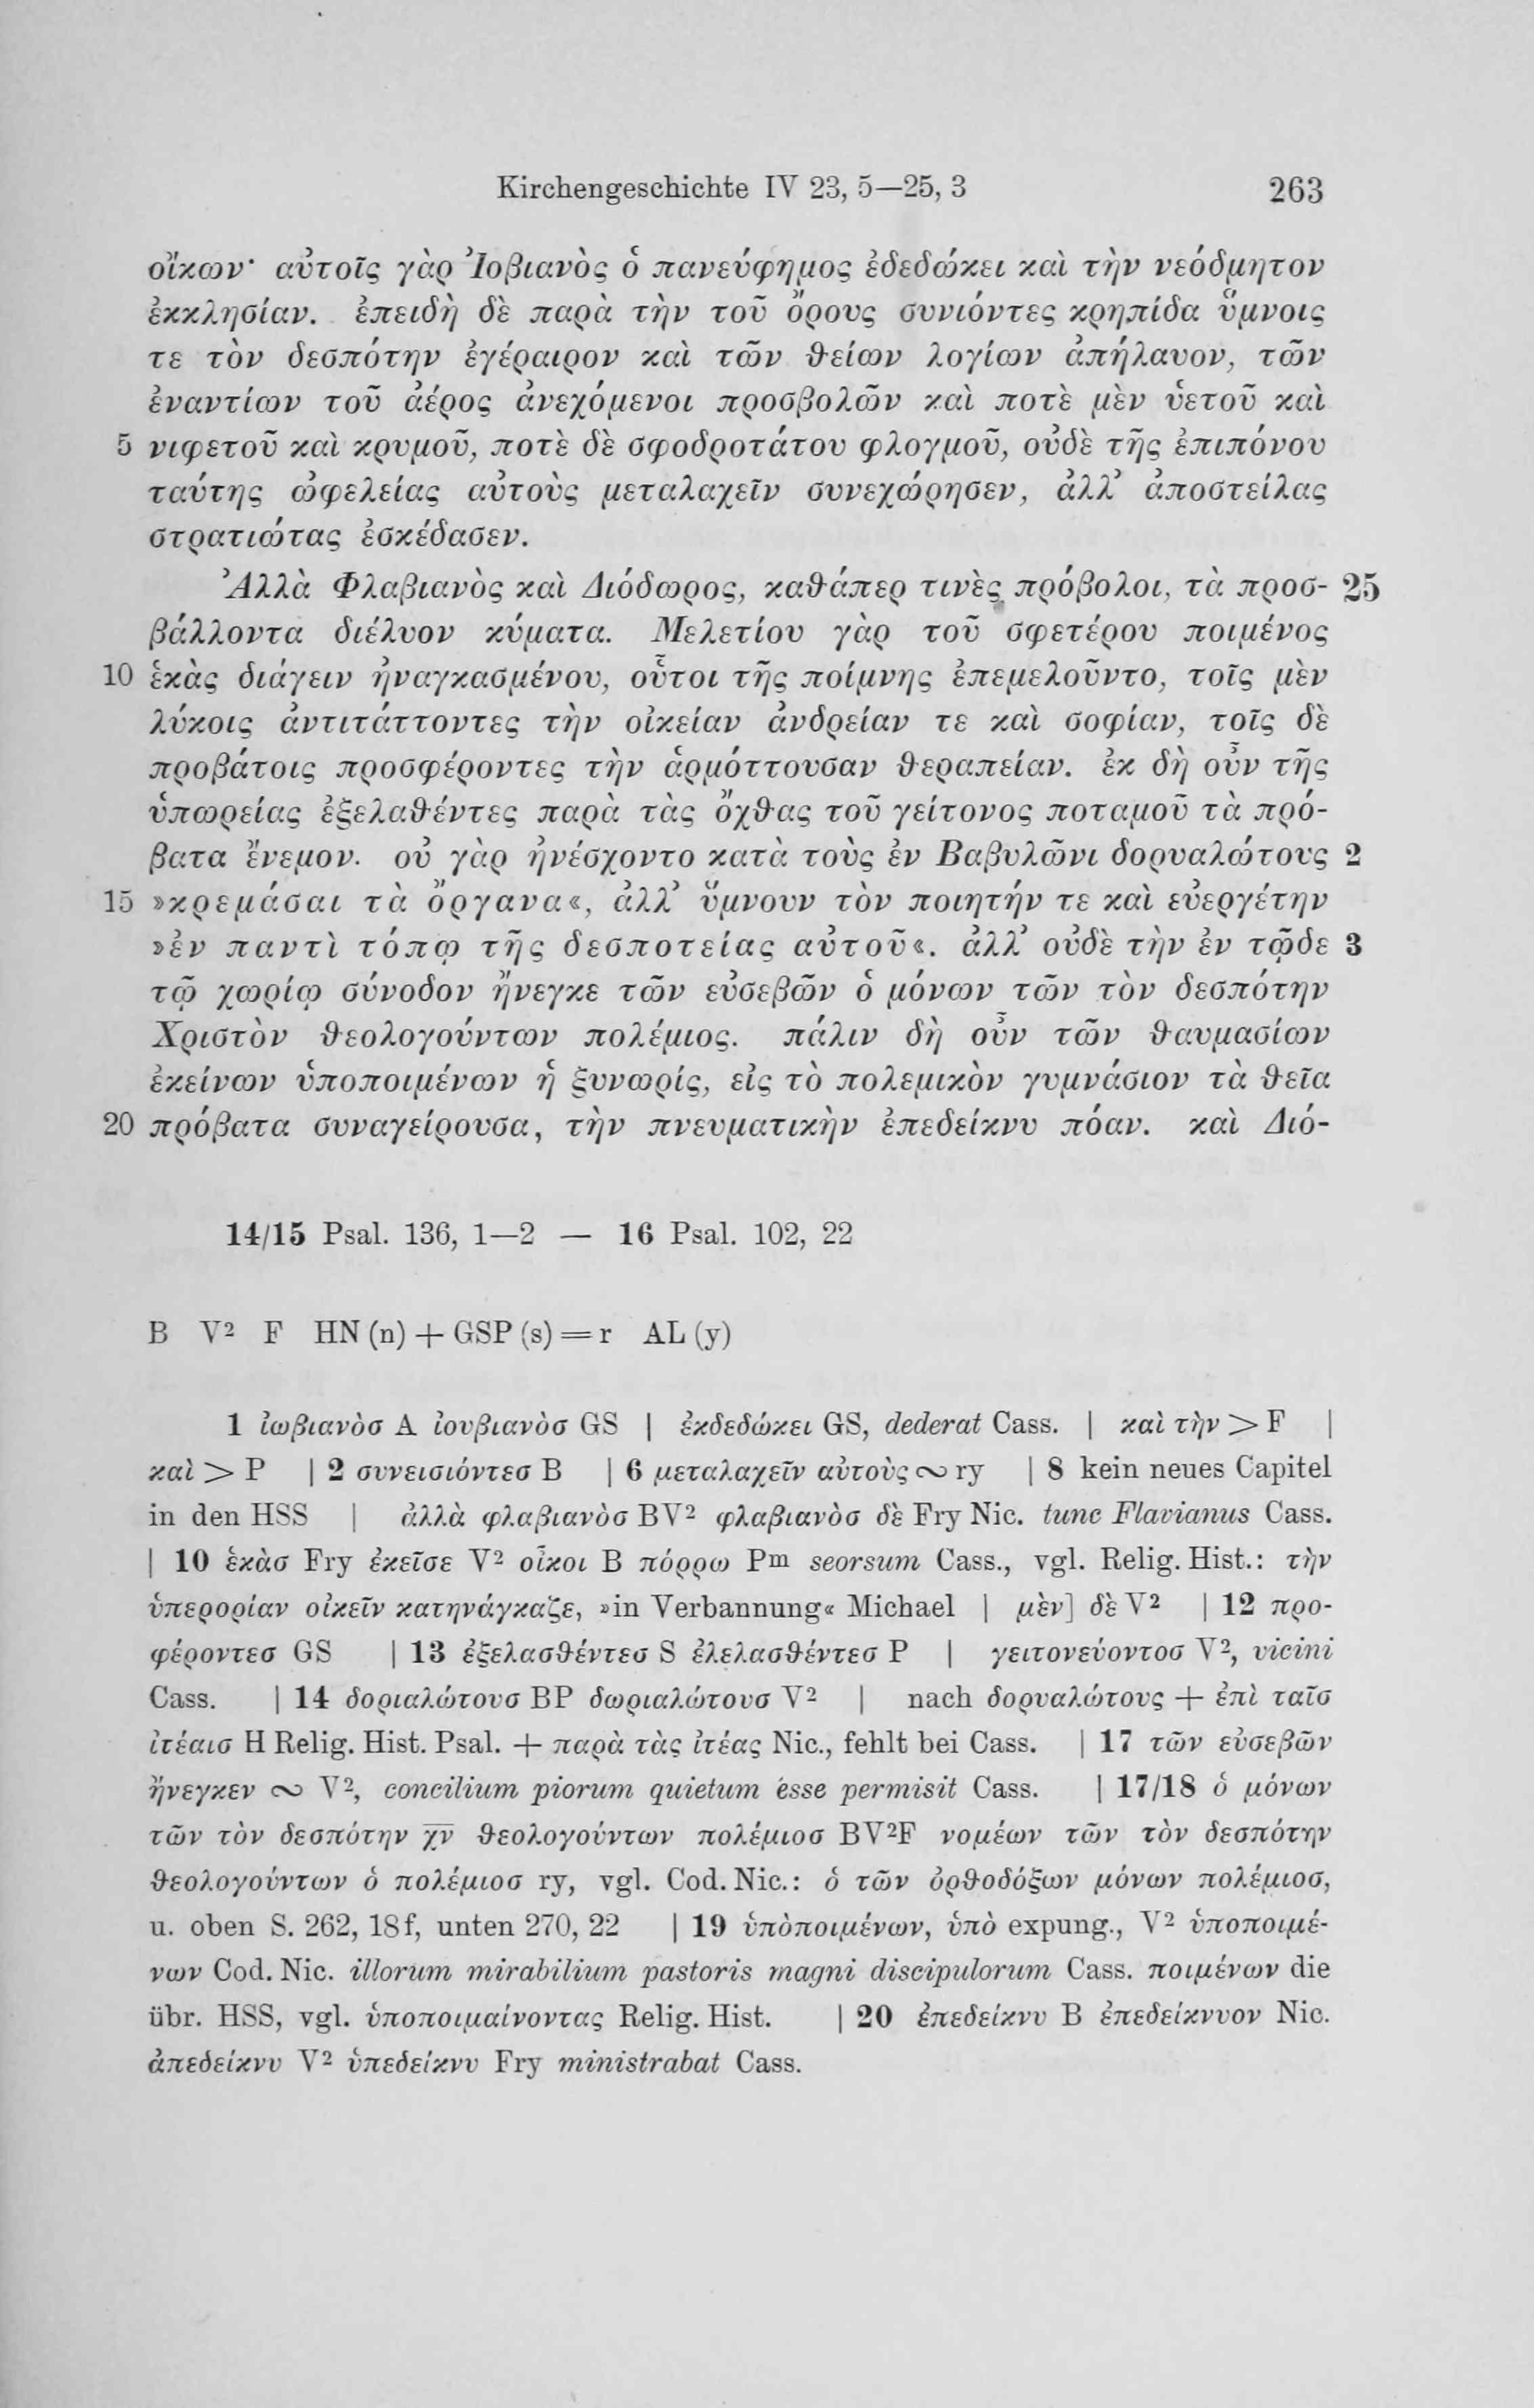 Kirchengeschichte IV 23, 5—25, 3 263
οἴκων· αὐτοῖς γὰρ Ἰοβιανὸς ὁ πανεύφημος ἐδεδώκει καὶ τὴν νεόδμητον
ἐκκλησίαν. ἐπειδὴ δὲ παρὰ τὴν τοῦ ὄρους συνιόντες κρηπίδα ὕμνοις
τε τὸν δεσπότην ἐγέραιρον καὶ τῶν θείων λογίων ἀπήλαυον, τῶν
ἐναντίων τοῦ ἀέρος ἀνεχόμενοι προσβολῶν καὶ ποτὲ μὲν ὑετοῦ καὶ
5 νιφετοῦ καὶ κρυμοῦ, ποτὲ δὲ σφοδροτάτου φλογμοῦ, οὐδὲ τῆς ἐπιπόνου
ταύτης ὠφελείας αὐτοὺς μεταλαχεῖν συνεχώρησεν, ἀλλ’ ἀποστείλας
στρατιώτας ἐσκέδασεν.
Ἀλλὰ Φλαβιανὸς καὶ Διόδωρος, καθάπερ τινὲς πρόβολοι, τὰ προσ- 25
βάλλοντα διέλυον κύματα. Μελετίου γὰρ τοῦ σφετέρου ποιμένος
10 ἑκὰς διάγειν ἠναγκασμένου, οὗτοι τῆς ποίμνης ἐπεμελοῦντο, τοῖς μὲν
λύκοις ἀντιτάττοντες τὴν οἰκείαν ἀνδρείαν τε καὶ σοφίαν, τοῖς δὲ
προβάτοις προσφέροντες τὴν ἁρμόττουσαν θεραπείαν. ἐκ δὴ οὖν τῆς
ὑπωρείας ἐξελαθέντες παρὰ τὰς ὄχθας τοῦ γείτονος ποταμοῦ τὰ πρό-
βατα ἔνεμον. οὐ γὰρ ἠνέσχοντο κατὰ τοὺς ἐν Βαβυλῶνι δορυαλώτους 2
15 »κρεμάσαι τὰ ὄργανα«, ἀλλ’ ὕμνουν τὸν ποιητήν τε καὶ εὐεργέτην
»ἐν παντὶ τόπῳ τῆς δεσποτείας αὐτοῦ«. ἀλλ’ οὐδὲ τὴν ἐν τῷδε 3
τῷ χωρίῳ σύνοδον ἤνεγκε τῶν εὐσεβῶν ὁ μόνων τῶν τὸν δεσπότην
Χριστὸν θεολογούντων πολέμιος. πάλιν δὴ οὖν τῶν θαυμασίων
ἐκείνων ὑποποιμένων ἡ ξυνωρίς, εἰς τὸ πολεμικὸν γυμνάσιον τὰ θεῖα
20 πρόβατα συναγείρουσα, τὴν πνευματικὴν ἐπεδείκνυ πόαν. καὶ Διό-
14/15 Psal. 136, 1—2 — 16 Psal. 102, 22
B V² F HN (n) + GSP (s) = r AL (y)
1 ἰωβιανὸσ A ἰουβιανὸσ GS | ἐκδεδώκει GS, dederat Cass. | καὶ τὴν > F |
καὶ > P | 2 συνεισιόντεσ B | 6 μεταλαχεῖν αὐτοὺς ∾ ry | 8 kein neues Capitel
in den HSS | ἀλλὰ φλαβιανὸσ BV² φλαβιανὸσ δὲ Fry Nic. tunc Flavianus Cass.
| 10 ἑκὰσ Fry ἐκεῖσε V² οἶκοι B πόρρω Pᵐ seorsum Cass., vgl. Relig. Hist.: τὴν
ὑπερορίαν οἰκεῖν κατηνάγκαζε, »in Verbannung« Michael | μὲν] δὲ V² | 12 προ-
φέροντεσ GS | 13 ἐξελασθέντεσ S ἐλελασθέντεσ P | γειτονεύοντοσ V², vicini
Cass. | 14 δοριαλώτουσ BP δωριαλώτουσ V² | nach δορυαλώτους + ἐπὶ ταῖσ
ἰτέαισ H Relig. Hist. Psal. + παρὰ τὰς ἰτέας Nic., fehlt bei Cass. | 17 τῶν εὐσεβῶν
ἤνεγκεν ∾ V², concilium piorum quietum esse permisit Cass. | 17/18 ὁ μόνων
τῶν τὸν δεσπότην χ̅ν̅ θεολογούντων πολέμιοσ BV²F νομέων τῶν τὸν δεσπότην
θεολογούντων ὁ πολέμιοσ ry, vgl. Cod. Nic.: ὁ τῶν ὀρθοδόξων μόνων πολέμιοσ,
u. oben S. 262, 18f, unten 270, 22 | 19 ὑπὸποιμένων, ὑπὸ expung., V² ὑποποιμέ-
νων Cod. Nic. illorum mirabilium pastoris magni discipulorum Cass. ποιμένων die
übr. HSS, vgl. ὑποποιμαίνοντας Relig. Hist. | 20 ἐπεδείκνυ B ἐπεδείκνυον Nic.
ἀπεδείκνυ V² ὑπεδείκνυ Fry ministrabat Cass.